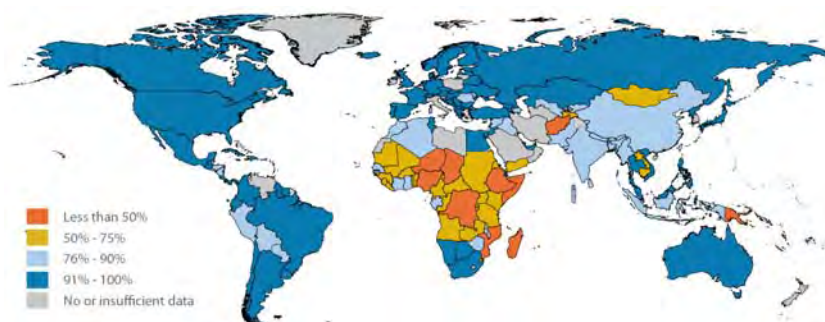 Less than 50%
50% - 75%
76% - 90%
91% - 100%
No or insufficient data